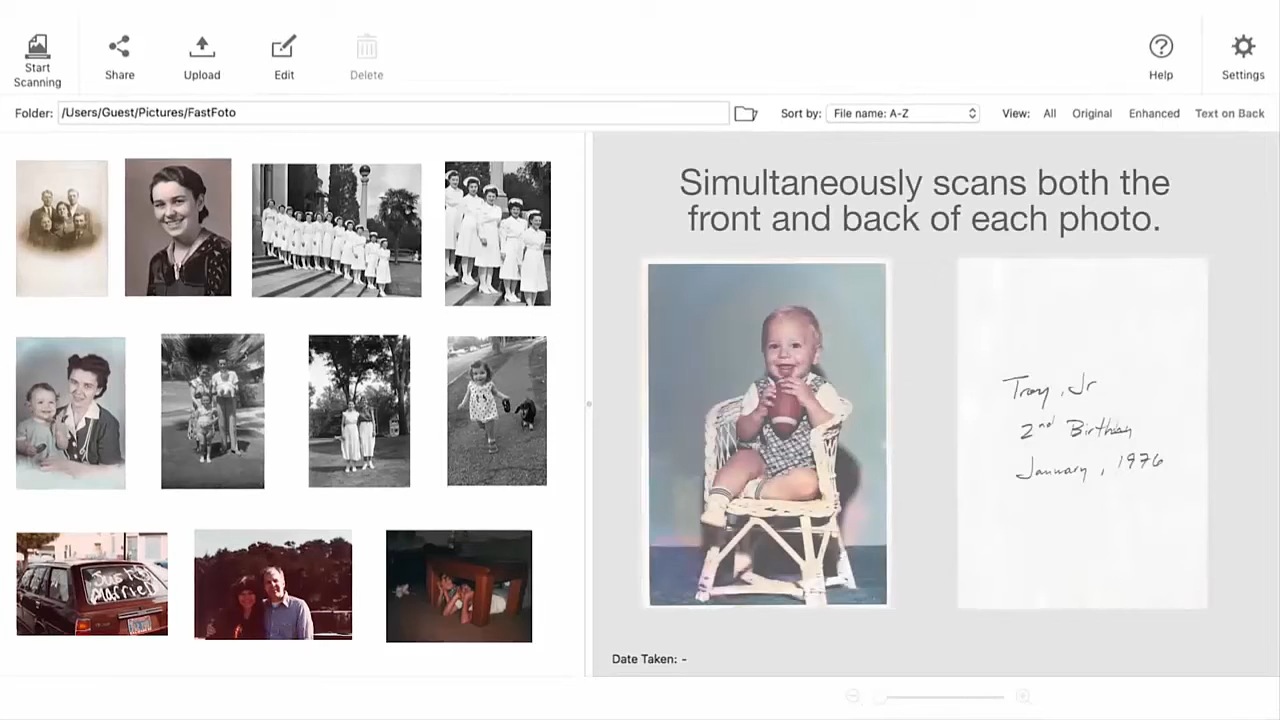 Start
Scanning
Share
Upload
Edit
Delete
Help
Settings
Folder: /Users/Guest/Pictures/FastFoto
Sort by: File name: A-Z
View: All Original Enhanced Text on Back
Simultaneously scans both the
front and back of each photo.
Troy, Jr
2nd Birthday
January, 1976
Just
Married
Date Taken: -